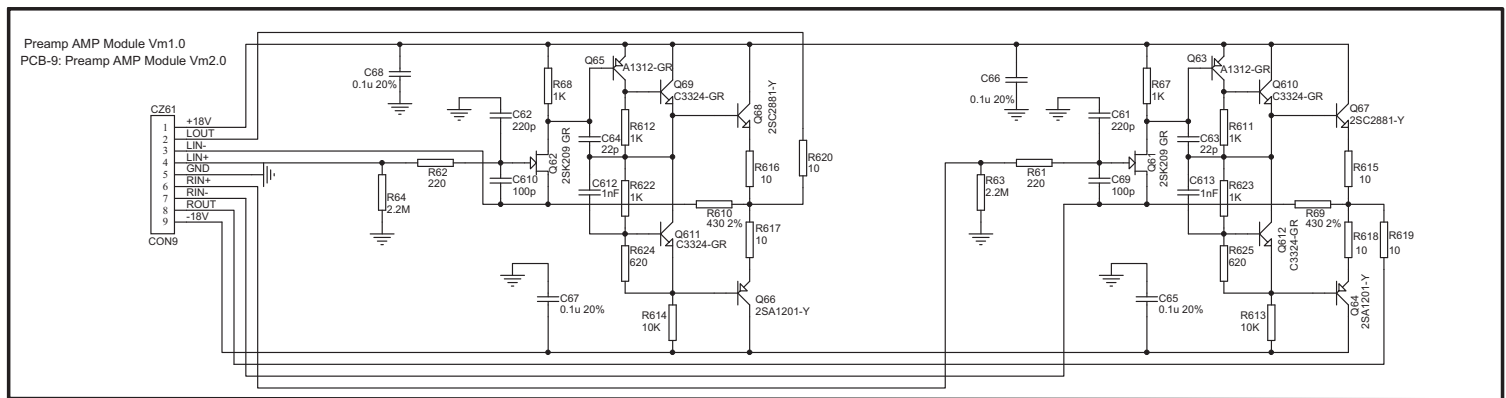 Preamp AMP Module Vm1.0
PCB-9: Preamp AMP Module Vm2.0
CZ61
1 +18V
2 LOUT
3 LIN-
4 LIN+
5 GND
6 RIN+
7 RIN-
8 ROUT
9 -18V
CON9
C68
0.1u 20%
R64
2.2M
R62
220
C62
220p
C610
100p
Q62
2SK209 GR
R68
1K
Q65
A1312-GR
Q69
C3324-GR
R612
1K
C64
22p
C612
1nF
R622
1K
Q611
C3324-GR
R624
620
C67
0.1u 20%
R614
10K
Q68
2SC2881-Y
R616
10
R610
430 2%
R617
10
Q66
2SA1201-Y
R620
10
C66
0.1u 20%
R63
2.2M
R61
220
C61
220p
C69
100p
Q61
2SK209 GR
R67
1K
Q63
A1312-GR
Q610
C3324-GR
R611
1K
C63
22p
C613
1nF
R623
1K
Q612
C3324-GR
R625
620
C65
0.1u 20%
R613
10K
Q67
2SC2881-Y
R615
10
R69
430 2%
R618
10
R619
10
Q64
2SA1201-Y